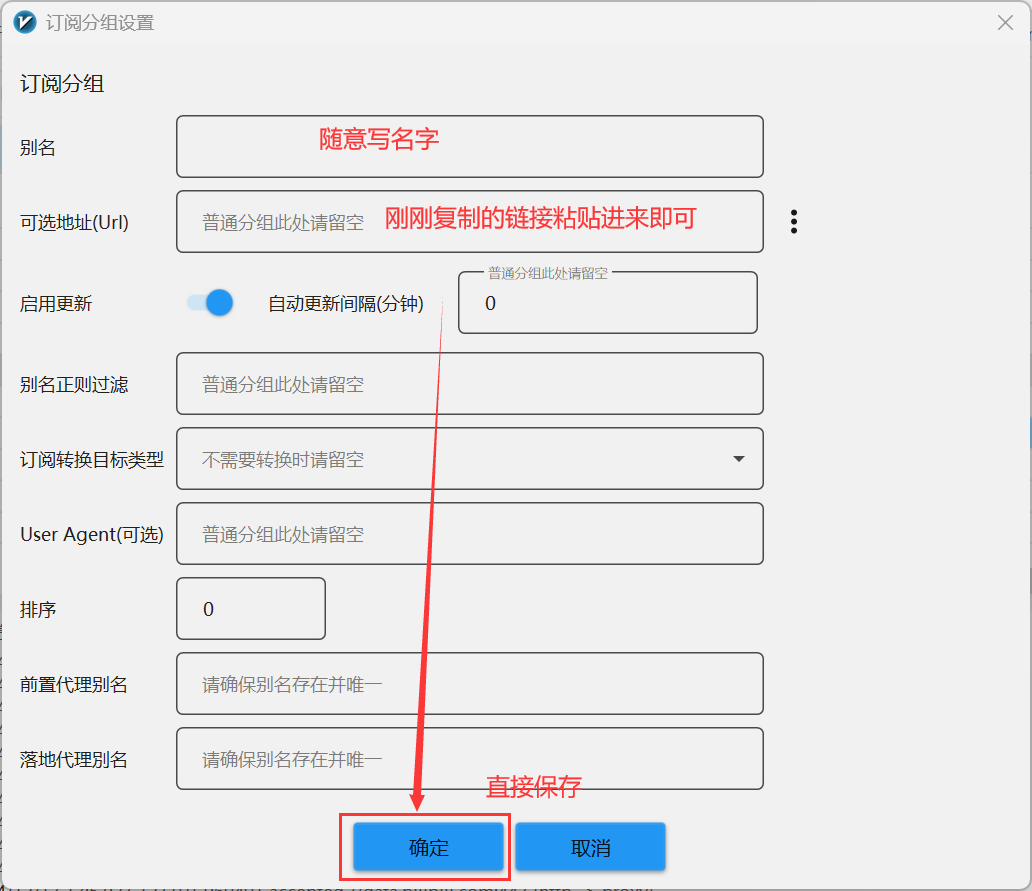 订阅分组设置
订阅分组
别名
随意写名字
可选地址(Url)
普通分组此处请留空
刚刚复制的链接粘贴进来即可
启用更新
自动更新间隔(分钟)
普通分组此处请留空
0
别名正则过滤
普通分组此处请留空
订阅转换目标类型
不需要转换时请留空
User Agent(可选)
普通分组此处请留空
排序
0
前置代理别名
请确保别名存在并唯一
落地代理别名
请确保别名存在并唯一
直接保存
确定
取消